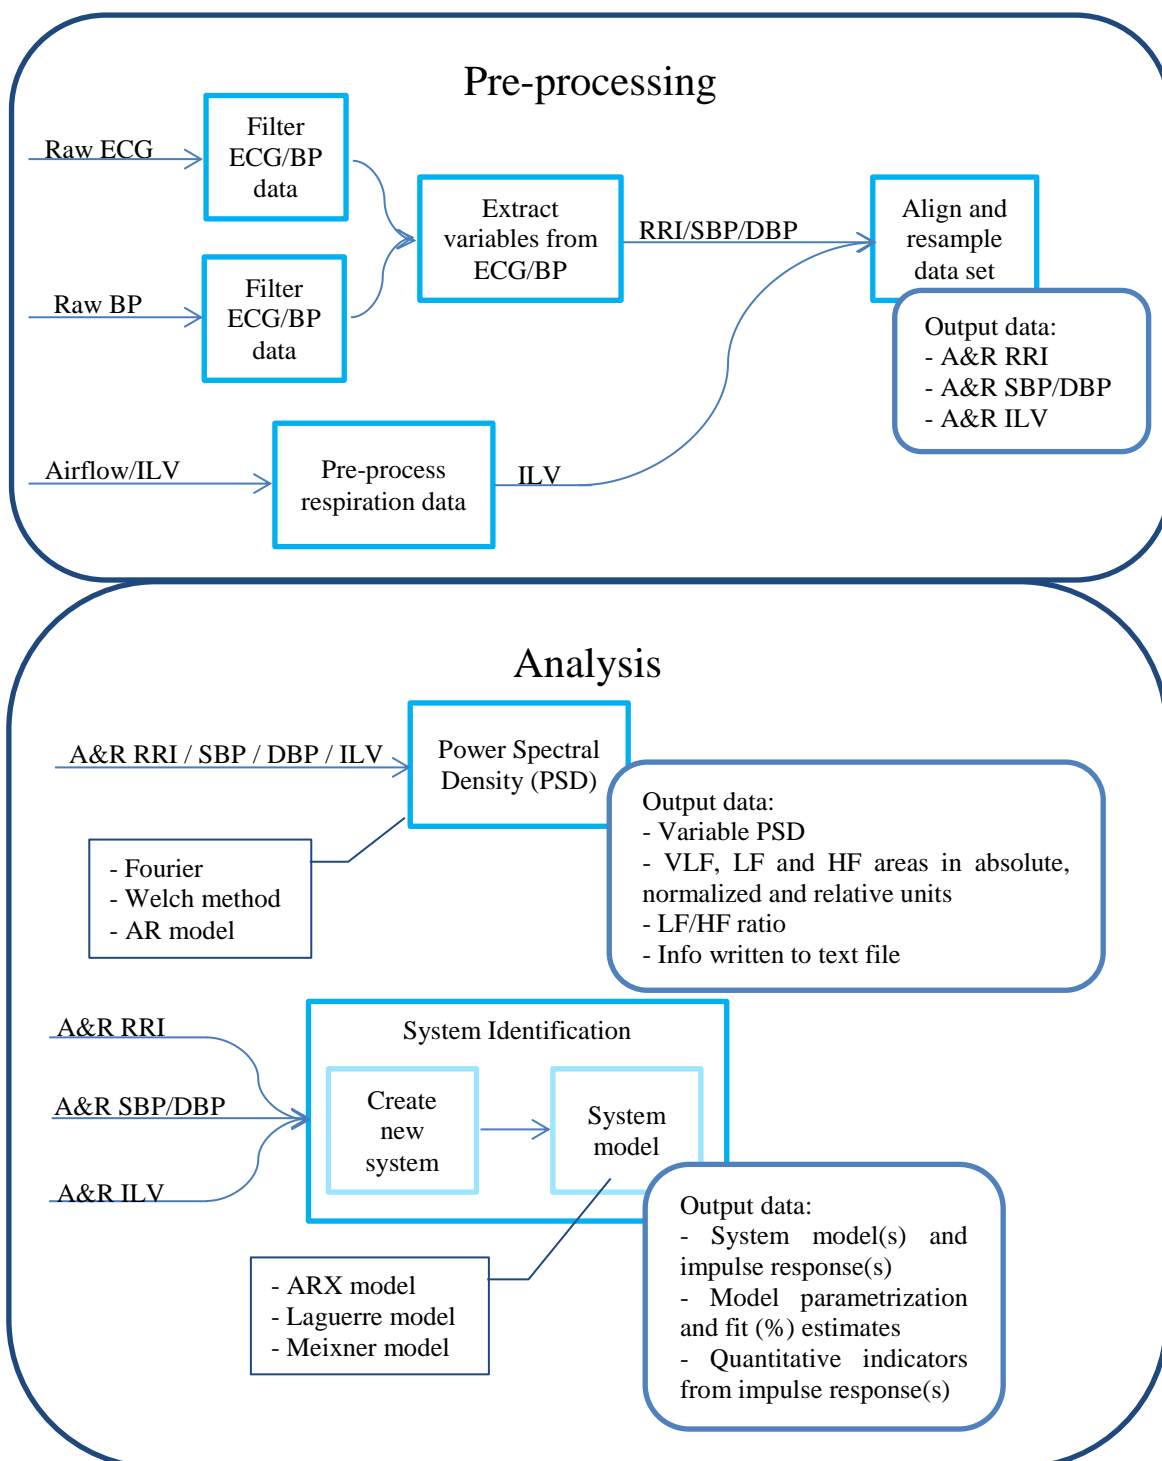 Pre-processing
Raw ECG
Filter
ECG/BP
data
Raw BP
Filter
ECG/BP
data
Extract
variables from
ECG/BP
RRI/SBP/DBP
Align and
resample
data set
Output data:
- A&R RRI
- A&R SBP/DBP
- A&R ILV
Airflow/ILV
Pre-process
respiration data
ILV
Analysis
A&R RRI / SBP / DBP / ILV
Power Spectral
Density (PSD)
- Fourier
- Welch method
- AR model
Output data:
- Variable PSD
- VLF, LF and HF areas in absolute,
normalized and relative units
- LF/HF ratio
- Info written to text file
A&R RRI
A&R SBP/DBP
A&R ILV
System Identification
Create
new
system
System
model
- ARX model
- Laguerre model
- Meixner model
Output data:
- System model(s) and
impulse response(s)
- Model parametrization
and fit (%) estimates
- Quantitative indicators
from impulse response(s)